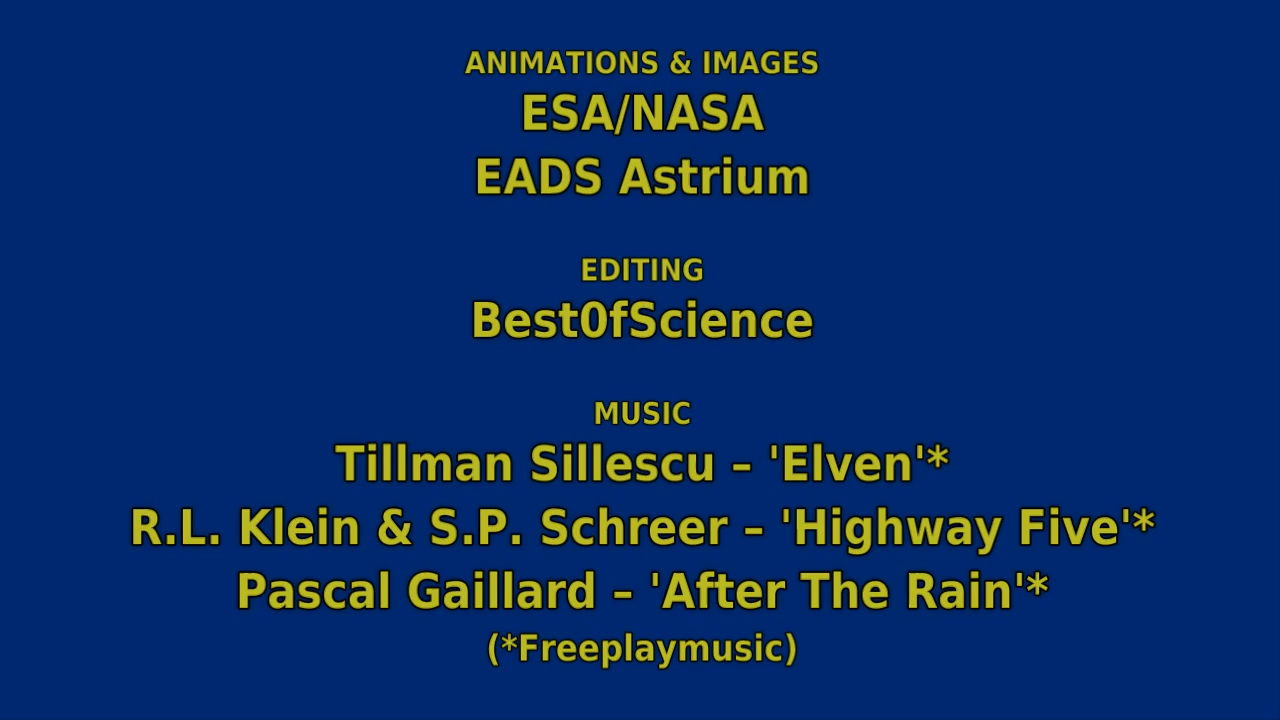 ANIMATIONS & IMAGES
ESA/NASA
EADS Astrium
EDITING
Best0fScience
MUSIC
Tillman Sillescu – 'Elven'*
R.L. Klein & S.P. Schreer – 'Highway Five'*
Pascal Gaillard – 'After The Rain'*
(*Freeplaymusic)